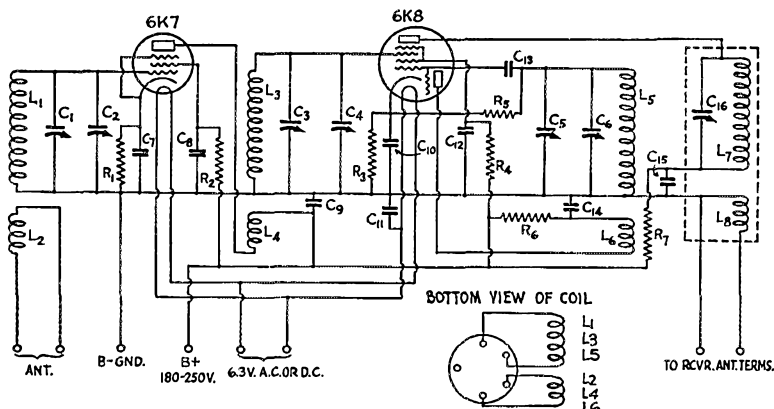 6K7
6K8
L1
C1
C2
C7
C8
R1
R2
L2
L3
C3
C4
R3
C10
C12
R4
R5
C13
C5
C6
L5
C16
L7
C15
C9
L4
C11
R6
C14
L6
R7
L8
ANT.
B-GND.
B+
180-250V.
6.3V. A.C. OR D.C.
BOTTOM VIEW OF COIL
L1
L3
L5
L2
L4
L6
TO RCVR. ANT. TERMS.